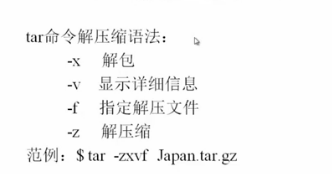 tar命令解压缩语法：
-x 解包
-v 显示详细信息
-f 指定解压文件
-z 解压缩
范例：$ tar -zxvf Japan.tar.gz